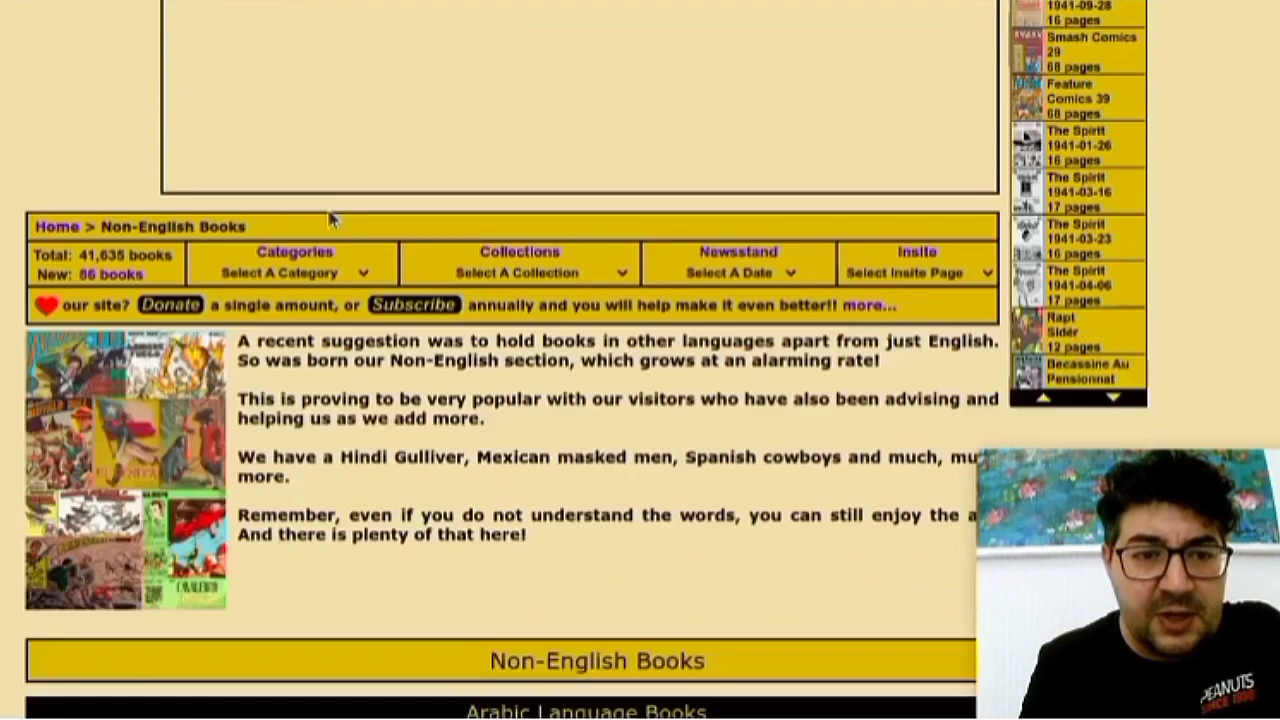 1941-09-28
16 pages
Smash Comics
29
68 pages
Feature
Comics 39
68 pages
The Spirit
1941-01-26
16 pages
The Spirit
1941-03-16
17 pages
The Spirit
1941-03-23
16 pages
The Spirit
1941-04-06
17 pages
Rapt
Sider
12 pages
Becassine Au
Pensionnat
Home > Non-English Books
Total: 41,635 books
New: 86 books
Categories
Select A Category
Collections
Select A Collection
Newsstand
Select A Date
Insite
Select Insite Page
our site? Donate a single amount, or Subscribe annually and you will help make it even better!! more...
A recent suggestion was to hold books in other languages apart from just English.
So was born our Non-English section, which grows at an alarming rate!
This is proving to be very popular with our visitors who have also been advising and
helping us as we add more.
We have a Hindi Gulliver, Mexican masked men, Spanish cowboys and much, mu
more.
Remember, even if you do not understand the words, you can still enjoy the a
And there is plenty of that here!
Non-English Books
Arabic Language Books
PEANUTS
SINCE 1950